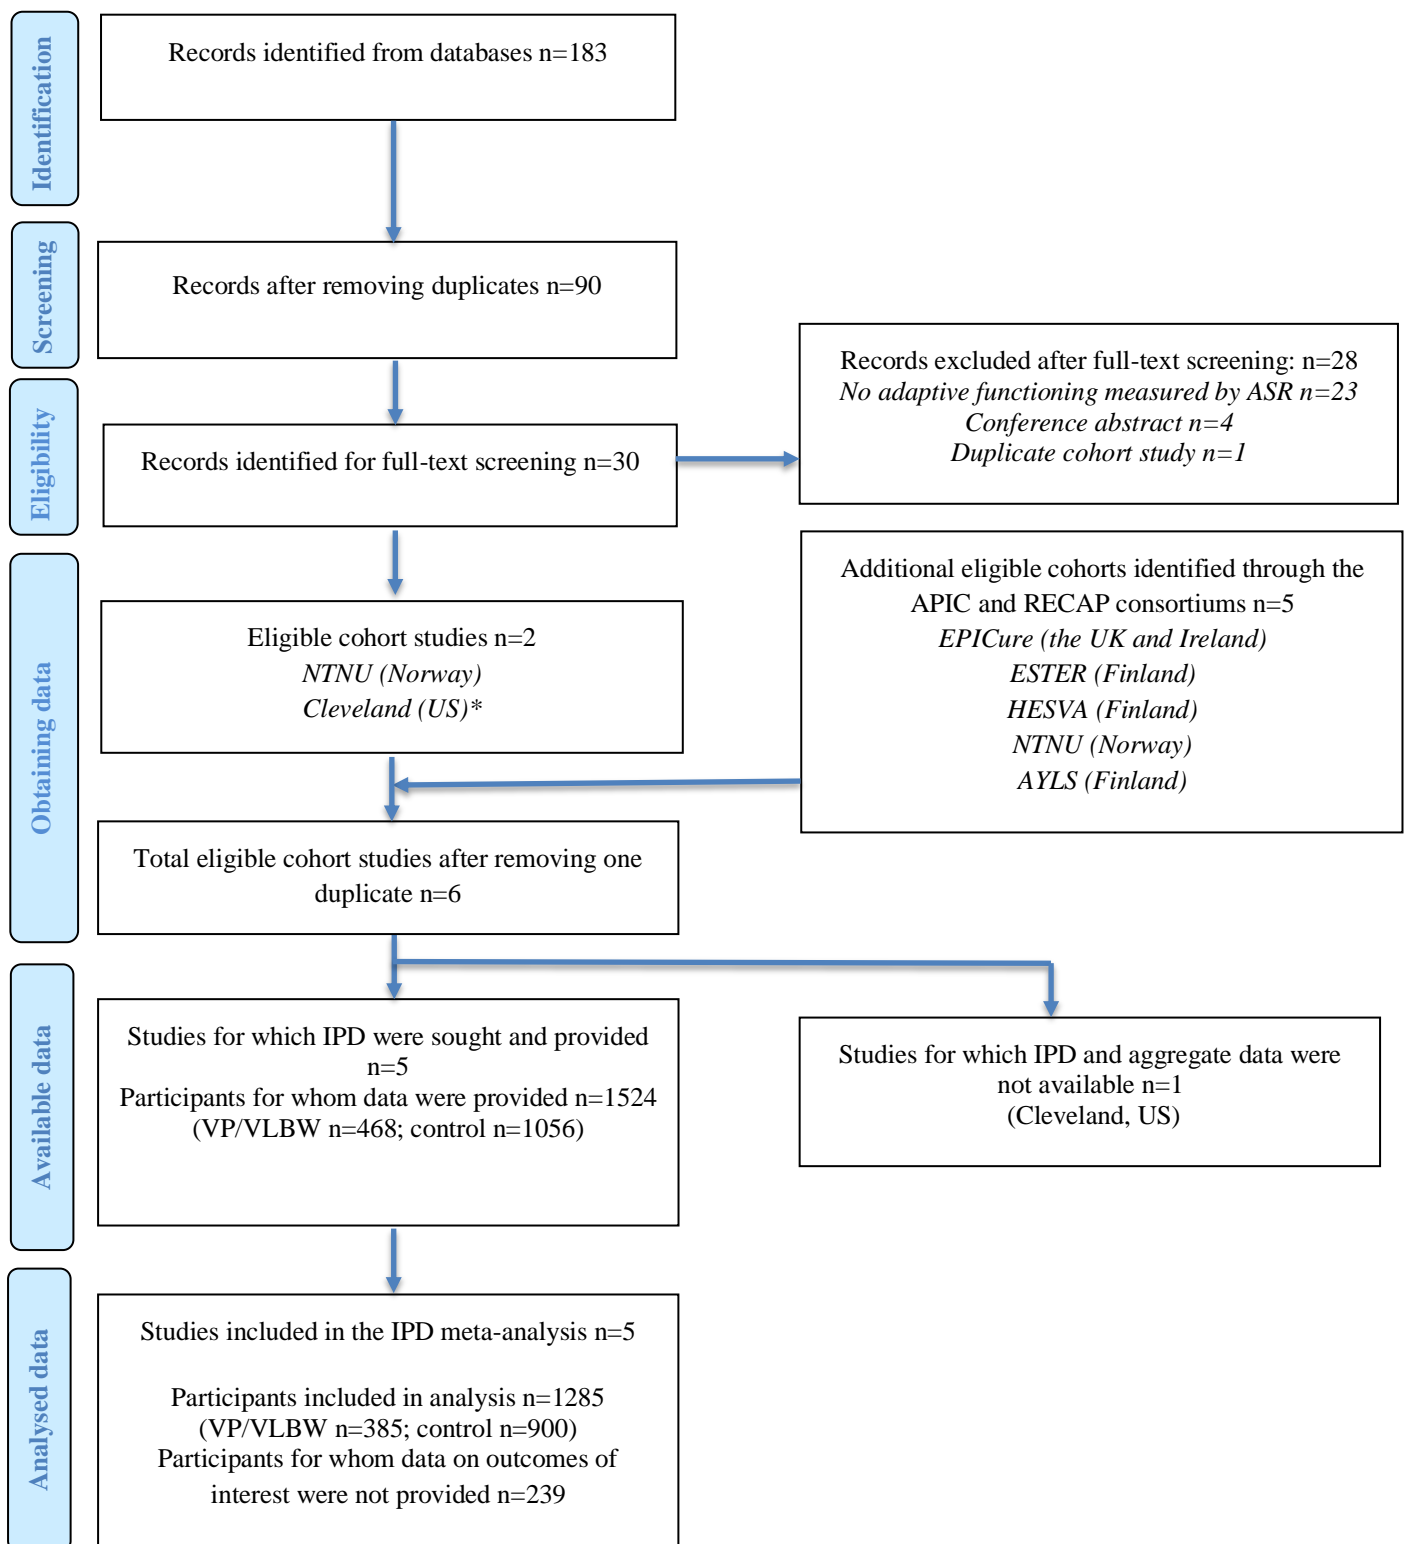 Identification
Records identified from databases n=183
Screening
Records after removing duplicates n=90
Eligibility
Records identified for full-text screening n=30
Records excluded after full-text screening: n=28
No adaptive functioning measured by ASR n=23
Conference abstract n=4
Duplicate cohort study n=1
Obtaining data
Eligible cohort studies n=2
NTNU (Norway)
Cleveland (US)*
Additional eligible cohorts identified through the
APIC and RECAP consortiums n=5
EPICure (the UK and Ireland)
ESTER (Finland)
HESVA (Finland)
NTNU (Norway)
AYLS (Finland)
Total eligible cohort studies after removing one
duplicate n=6
Available data
Studies for which IPD were sought and provided
n=5
Participants for whom data were provided n=1524
(VP/VLBW n=468; control n=1056)
Studies for which IPD and aggregate data were
not available n=1
(Cleveland, US)
Analysed data
Studies included in the IPD meta-analysis n=5
Participants included in analysis n=1285
(VP/VLBW n=385; control n=900)
Participants for whom data on outcomes of
interest were not provided n=239